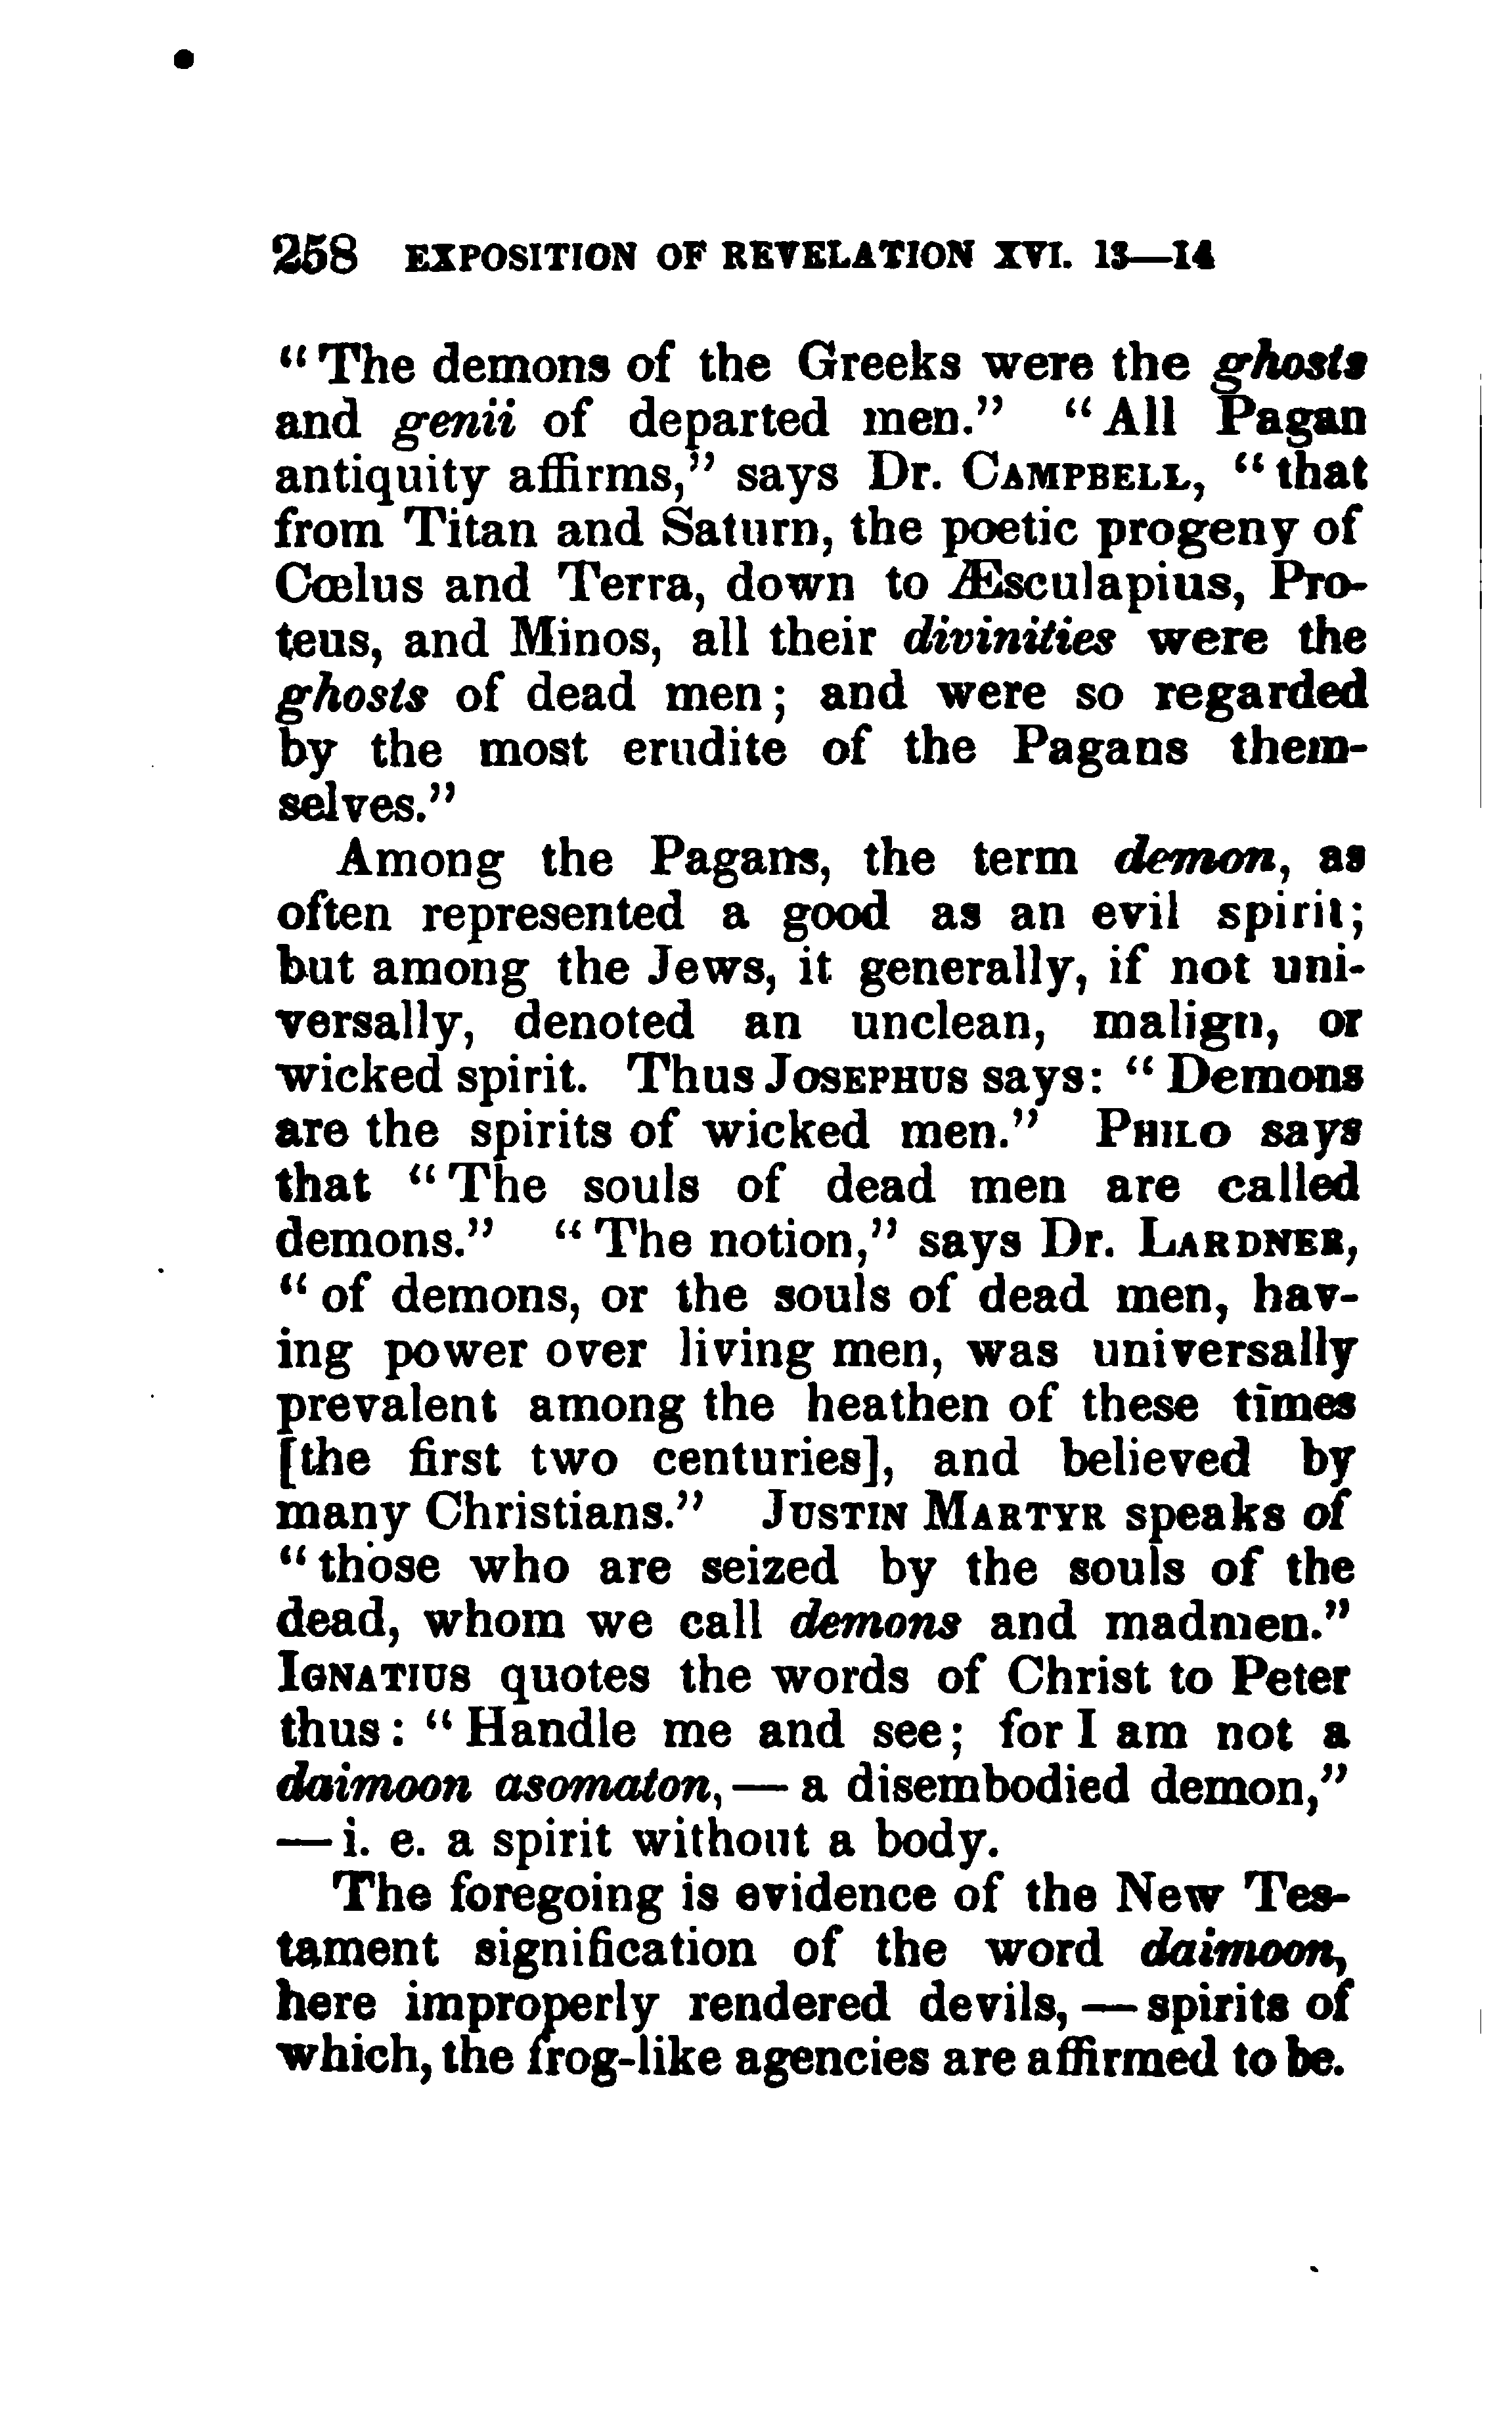 258 EXPOSITION OF REVELATION XVI. 13—14
“The demons of the Greeks were the ghosts
and genii of departed men.” “All Pagan
antiquity affirms,” says Dr. CAMPBELL, “that
from Titan and Saturn, the poetic progeny of
Cœlus and Terra, down to Æsculapius, Pro-
teus, and Minos, all their divinities were the
ghosts of dead men; and were so regarded
by the most erudite of the Pagans them-
selves.”
Among the Pagans, the term demon, as
often represented a good as an evil spirit;
but among the Jews, it generally, if not uni-
versally, denoted an unclean, malign, or
wicked spirit. Thus JOSEPHUS says: “Demons
are the spirits of wicked men.” PHILO says
that “The souls of dead men are called
demons.” “The notion,” says Dr. LARDNER,
“of demons, or the souls of dead men, hav-
ing power over living men, was universally
prevalent among the heathen of these times
[the first two centuries], and believed by
many Christians.” JUSTIN MARTYR speaks of
“those who are seized by the souls of the
dead, whom we call demons and madmen.”
IGNATIUS quotes the words of Christ to Peter
thus: “Handle me and see; for I am not a
daimoon asomaton,—a disembodied demon,”
—i. e. a spirit without a body.
The foregoing is evidence of the New Tes-
tament signification of the word daimoon,
here improperly rendered devils,—spirits of
which, the frog-like agencies are affirmed to be.